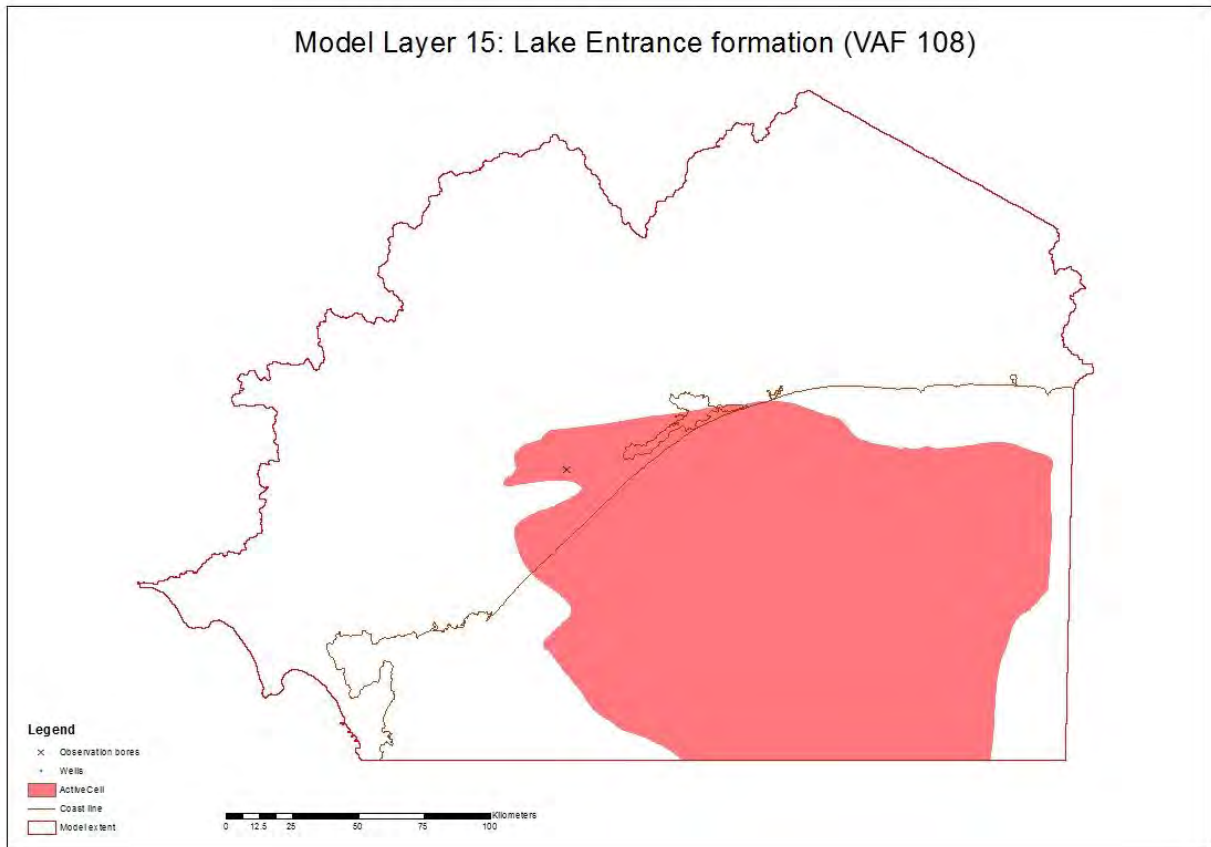 Model Layer 15: Lake Entrance formation (VAF 108)
Legend
Observation bores
Wells
ActiveCell
Coast line
Model extent
Kilometers
0 12.5 25 50 75 100